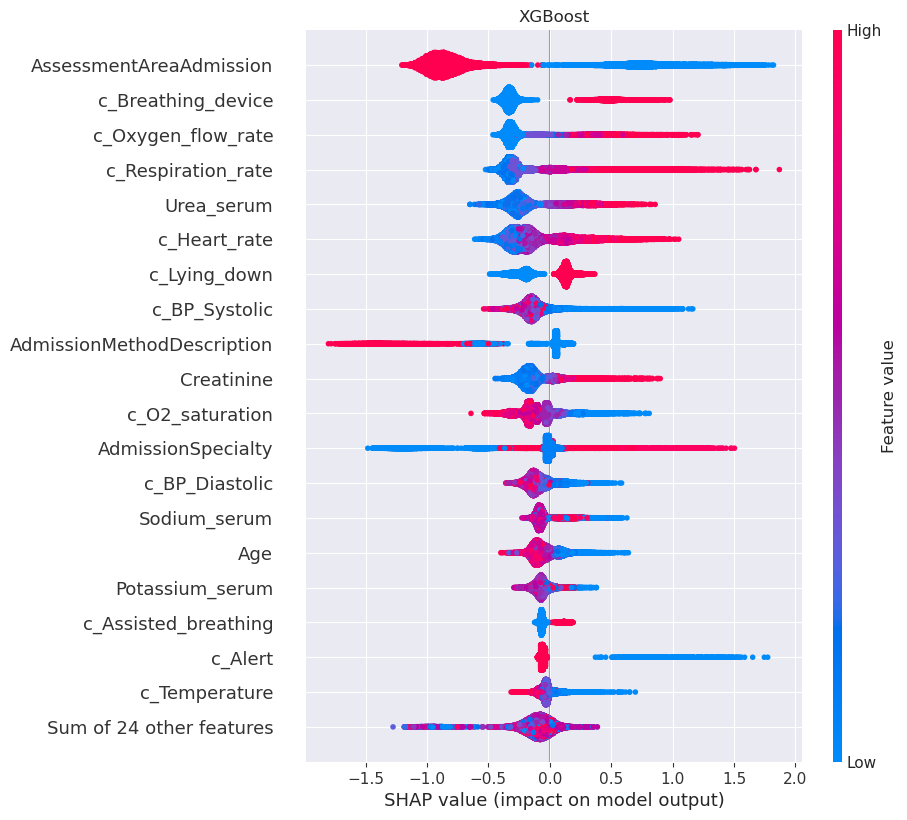 XGBoost
High
AssessmentAreaAdmission
c_Breathing_device
c_Oxygen_flow_rate
c_Respiration_rate
Urea_serum
c_Heart_rate
c_Lying_down
c_BP_Systolic
AdmissionMethodDescription
Creatinine
c_O2_saturation
AdmissionSpecialty
c_BP_Diastolic
Sodium_serum
Age
Potassium_serum
c_Assisted_breathing
c_Alert
c_Temperature
Sum of 24 other features
Feature value
Low
−1.5 −1.0 −0.5 0.0 0.5 1.0 1.5 2.0
SHAP value (impact on model output)